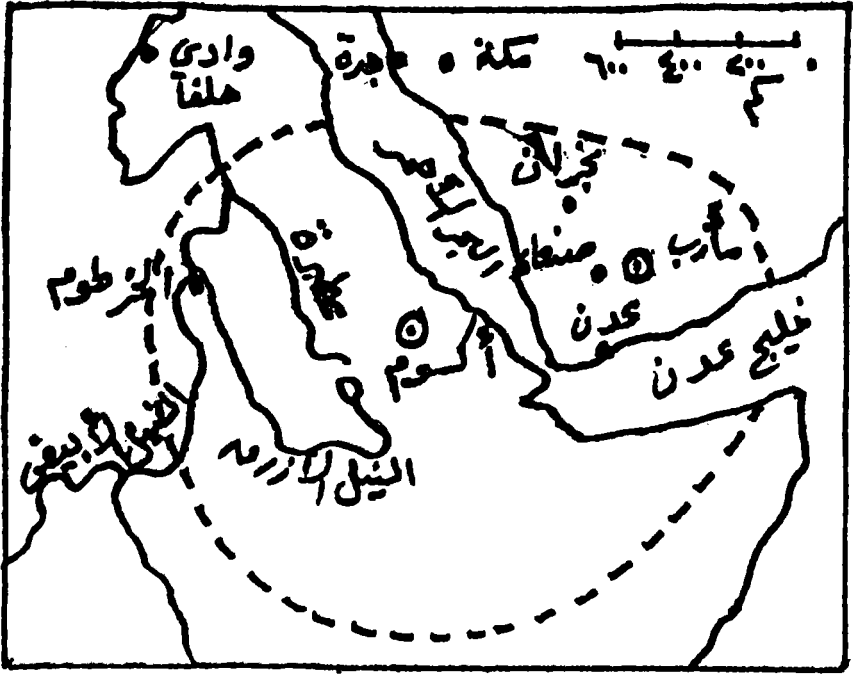 وادي
حلفا
جدة
مكة
٦٠٠ ٤٠٠ ٢٠٠ ٠
كم
نجران
البحر الأحمر
مأرب
صنعاء
عطبرة
الخرطوم
عدن
خليج عدن
أكسوم
النيل الأبيض
النيل الأزرق